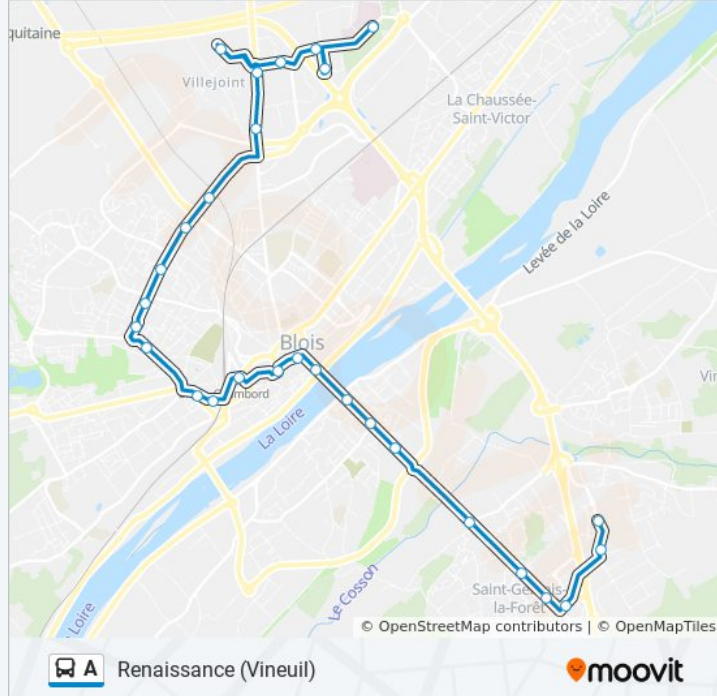 quitaine
Villejoint
La Chaussée-
Saint-Victor
Levée de la Loire
Blois
Vin
mbord
La Loire
Le Cosson
Saint-Gervais-
la-Forêt
Loire
© OpenStreetMap contributors | © OpenMapTiles
A Renaissance (Vineuil)
moovit